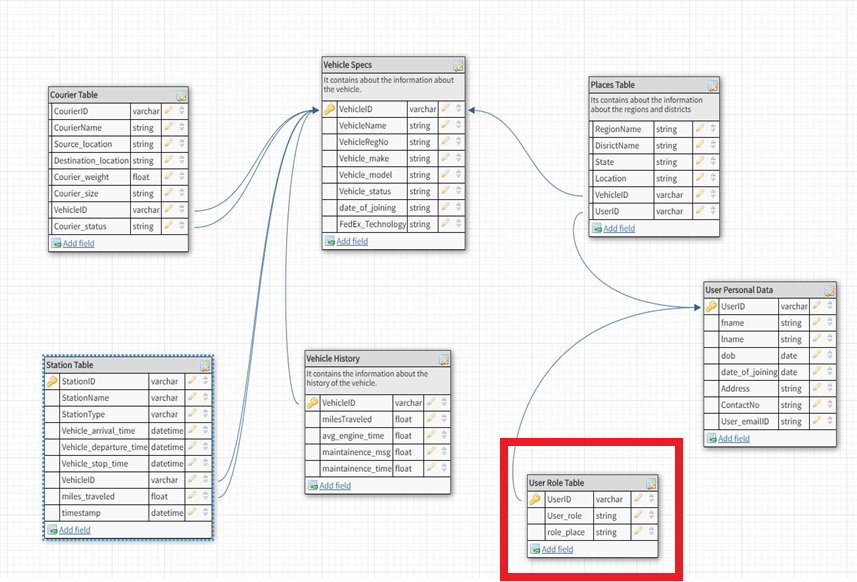 Courier Table
CourierID varchar
CourierName string
Source_location string
Destination_location string
Courier_weight float
Courier_size string
VehicleID varchar
Courier_status string
Add field
Vehicle Specs
It contains about the information about
the vehicle.
VehicleID varchar
VehicleName string
VehicleRegNo string
Vehicle_make string
Vehicle_model string
Vehicle_status string
date_of_joining string
FedEx_Technology string
Add field
Places Table
Its contains about the information
about the regions and districts
RegionName string
DisrictName string
State string
Location string
VehicleID varchar
UserID varchar
Add field
User Personal Data
UserID varchar
fname string
lname string
dob date
date_of_joining date
Address string
ContactNo string
User_emailID string
Add field
Station Table
StationID varchar
StationName varchar
StationType varchar
Vehicle_arrival_time datetime
Vehicle_departure_time datetime
Vehicle_stop_time datetime
VehicleID varchar
miles_traveled float
timestamp datetime
Add field
Vehicle History
It contains the information about the
history of the vehicle.
VehicleID varchar
milesTraveled float
avg_engine_time float
maintainence_msg float
maintainence_time float
Add field
User Role Table
UserID varchar
User_role string
role_place string
Add field